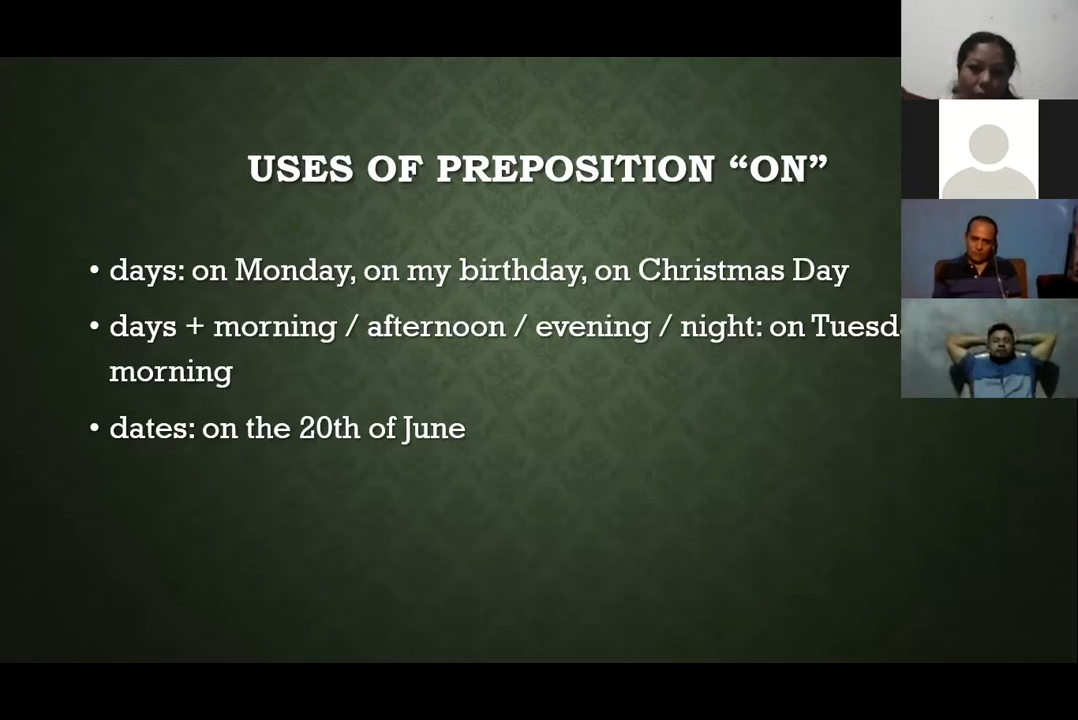 USES OF PREPOSITION “ON”
• days: on Monday, on my birthday, on Christmas Day
• days + morning / afternoon / evening / night: on
morning
• dates: on the 20th of June